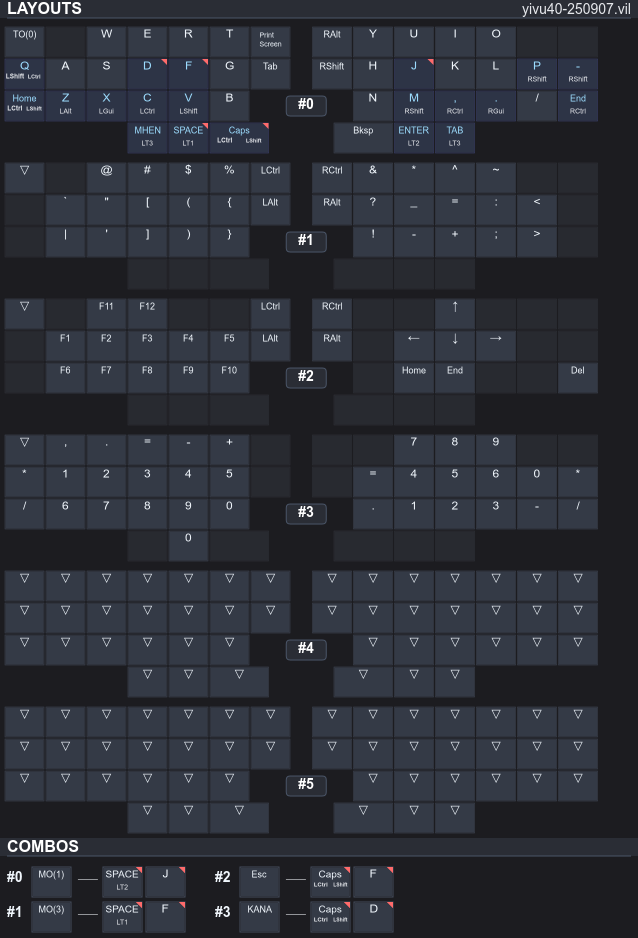 LAYOUTS yivu40-250907.vil
TO(0) W E R T Print Screen RAlt Y U I O
Q LShift LCtrl A S D F G Tab RShift H J K L P RShift - RShift
Home LCtrl LShift Z LAlt X LGui C LCtrl V LShift B #0 N M RShift , RCtrl . RGui / End RCtrl
MHEN LT3 SPACE LT1 Caps LCtrl LShift Bksp ENTER LT2 TAB LT3
▽ @ # $ % LCtrl RCtrl & * ^ ~
` " [ ( { LAlt RAlt ? _ = : <
| ' ] ) } #1 ! - + ; >
▽ F11 F12 LCtrl RCtrl ↑
F1 F2 F3 F4 F5 LAlt RAlt ← ↓ →
F6 F7 F8 F9 F10 #2 Home End Del
▽ , . = - + 7 8 9
* 1 2 3 4 5 = 4 5 6 0 *
/ 6 7 8 9 0 #3 . 1 2 3 - /
0
▽ ▽ ▽ ▽ ▽ ▽ ▽ ▽ ▽ ▽ ▽ ▽ ▽ ▽
▽ ▽ ▽ ▽ ▽ ▽ ▽ ▽ ▽ ▽ ▽ ▽ ▽ ▽
▽ ▽ ▽ ▽ ▽ ▽ #4 ▽ ▽ ▽ ▽ ▽ ▽
▽ ▽ ▽ ▽ ▽ ▽
▽ ▽ ▽ ▽ ▽ ▽ ▽ ▽ ▽ ▽ ▽ ▽ ▽ ▽
▽ ▽ ▽ ▽ ▽ ▽ ▽ ▽ ▽ ▽ ▽ ▽ ▽ ▽
▽ ▽ ▽ ▽ ▽ ▽ #5 ▽ ▽ ▽ ▽ ▽ ▽
▽ ▽ ▽ ▽ ▽ ▽
COMBOS
#0 MO(1) SPACE LT2 J #2 Esc Caps LCtrl LShift F
#1 MO(3) SPACE LT1 F #3 KANA Caps LCtrl LShift D